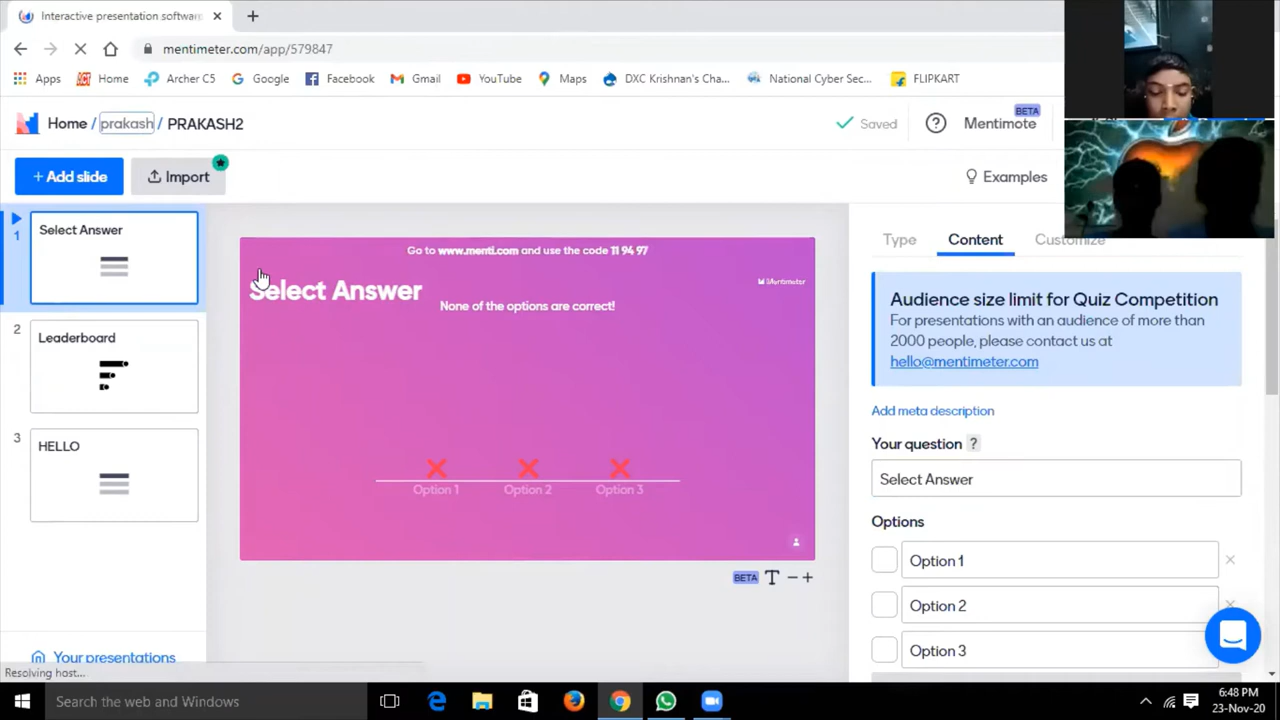 Interactive presentation software
mentimeter.com/app/579847
Apps
Home
Archer C5
Google
Facebook
Gmail
YouTube
Maps
DXC Krishnan's Cha...
National Cyber Sec...
FLIPKART
Home / prakash / PRAKASH2
Saved
?
Mentimote
BETA
+ Add slide
Import
Examples
1
Select Answer
2
Leaderboard
3
HELLO
Your presentations
Go to www.menti.com and use the code 11 94 97
Select Answer
Mentimeter
None of the options are correct!
Option 1
Option 2
Option 3
BETA T − +
Type
Content
Customize
Audience size limit for Quiz Competition
For presentations with an audience of more than
2000 people, please contact us at
hello@mentimeter.com
Add meta description
Your question ?
Select Answer
Options
Option 1
Option 2
Option 3
Resolving host...
Search the web and Windows
6:48 PM
23-Nov-20